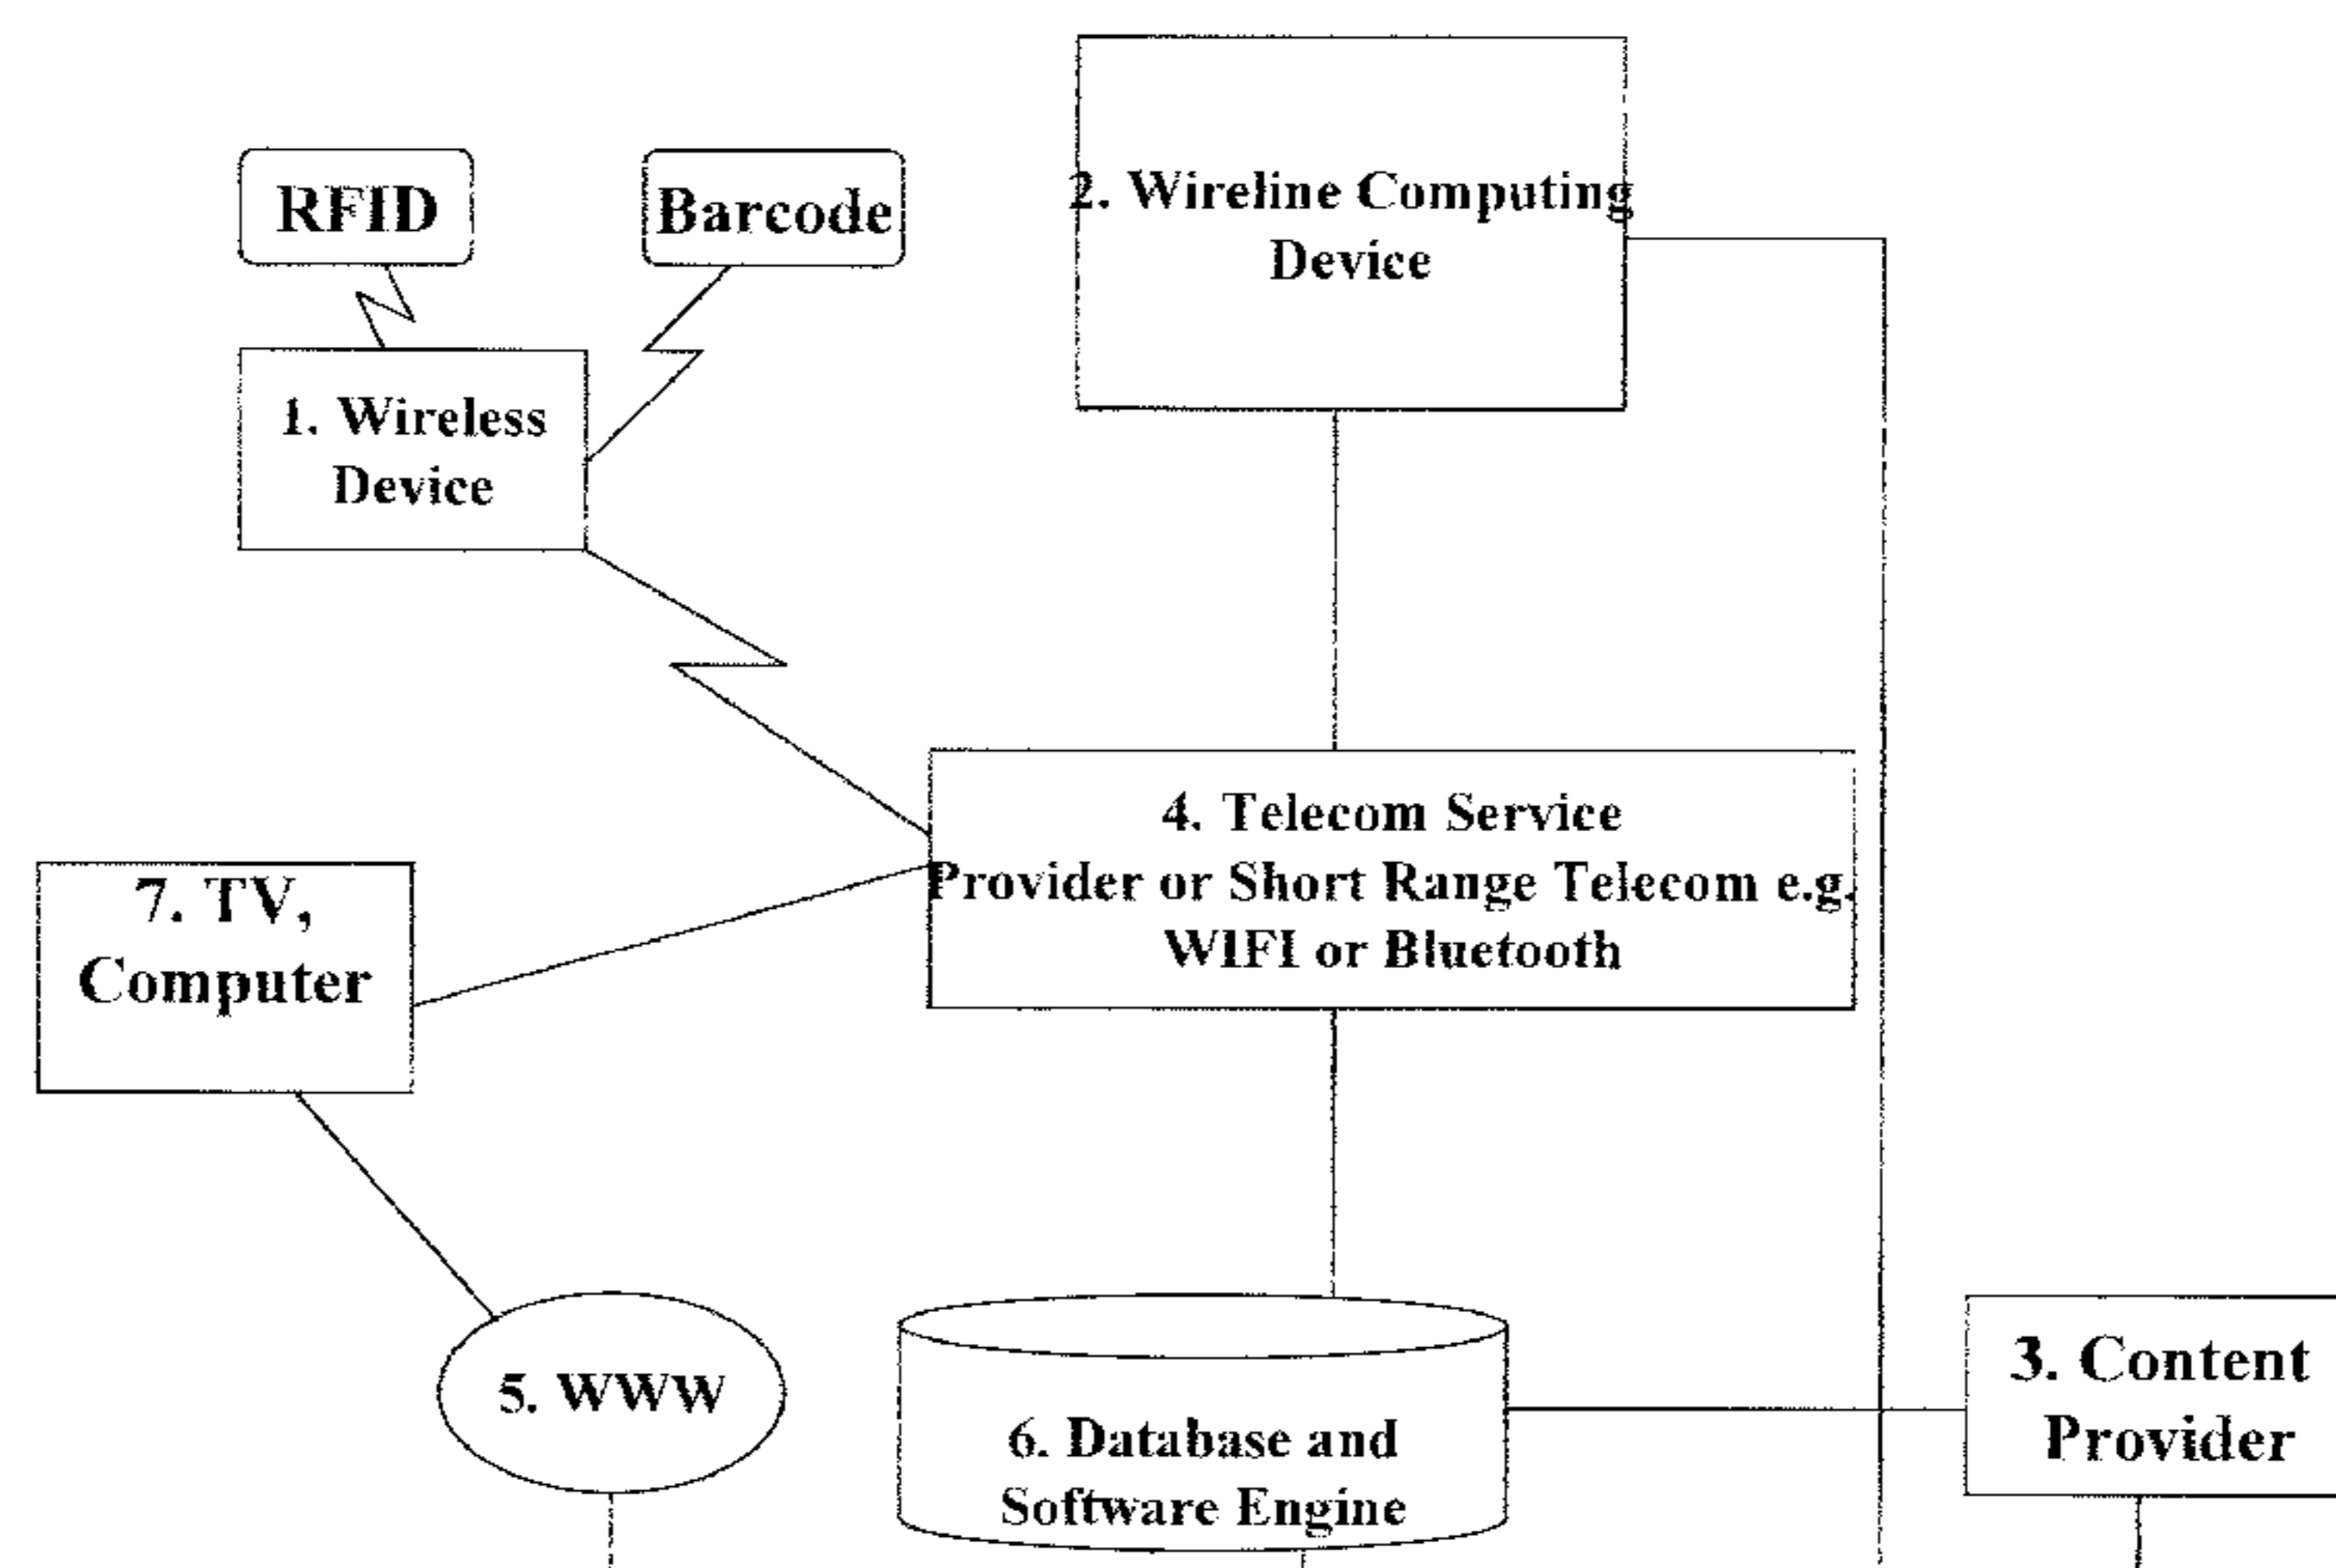 RFID
Barcode
2. Wireline Computing
Device
1. Wireless
Device
4. Telecom Service
Provider or Short Range Telecom e.g.
WIFI or Bluetooth
7. TV,
Computer
5. WWW
6. Database and
Software Engine
3. Content
Provider